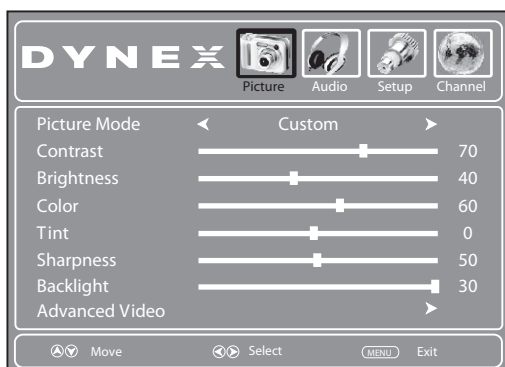 DYNEX
Picture Audio Setup Channel
Picture Mode Custom
Contrast 70
Brightness 40
Color 60
Tint 0
Sharpness 50
Backlight 30
Advanced Video
Move Select MENU Exit